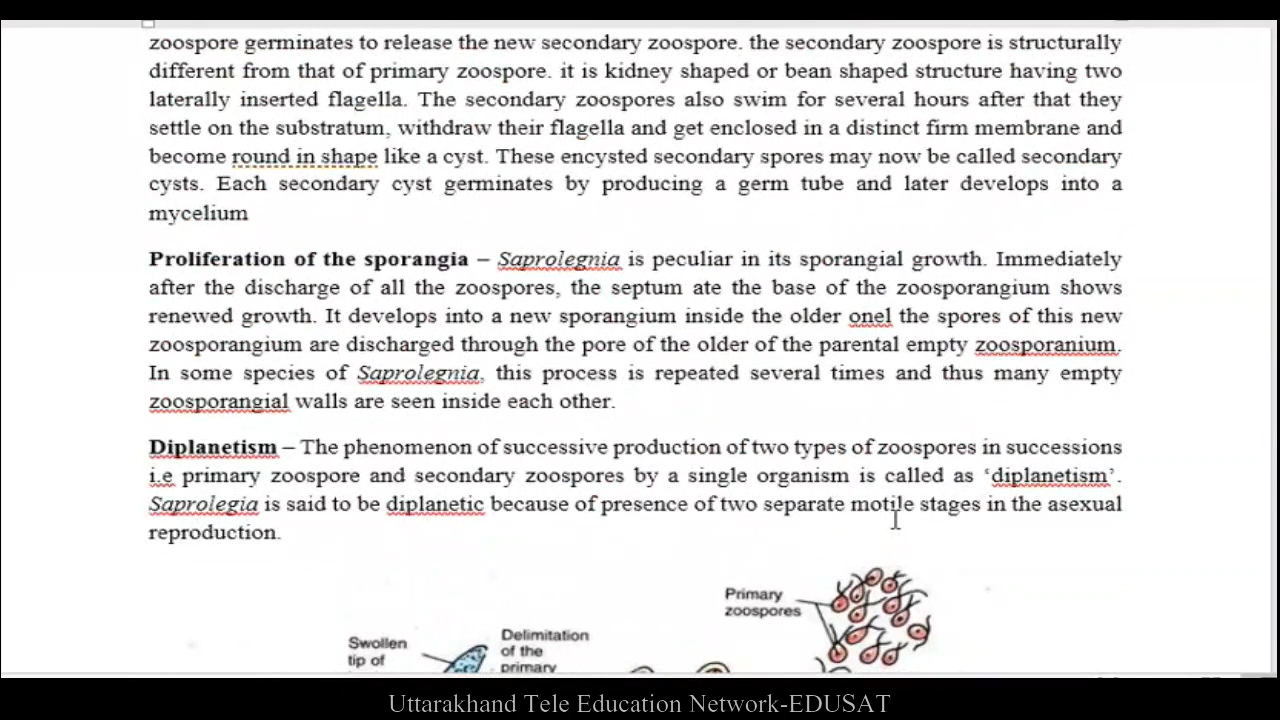 zoospore germinates to release the new secondary zoospore. the secondary zoospore is structurally
different from that of primary zoospore. it is kidney shaped or bean shaped structure having two
laterally inserted flagella. The secondary zoospores also swim for several hours after that they
settle on the substratum, withdraw their flagella and get enclosed in a distinct firm membrane and
become round in shape like a cyst. These encysted secondary spores may now be called secondary
cysts. Each secondary cyst germinates by producing a germ tube and later develops into a
mycelium
Proliferation of the sporangia – Saprolegnia is peculiar in its sporangial growth. Immediately
after the discharge of all the zoospores, the septum ate the base of the zoosporangium shows
renewed growth. It develops into a new sporangium inside the older onel the spores of this new
zoosporangium are discharged through the pore of the older of the parental empty zoosporanium.
In some species of Saprolegnia, this process is repeated several times and thus many empty
zoosporangial walls are seen inside each other.
Diplanetism – The phenomenon of successive production of two types of zoospores in successions
i.e primary zoospore and secondary zoospores by a single organism is called as ‘diplanetism’.
Saprolegia is said to be diplanetic because of presence of two separate motile stages in the asexual
reproduction.
Primary
zoospores
Swollen
tip of
Delimitation
of the
primary
Uttarakhand Tele Education Network-EDUSAT